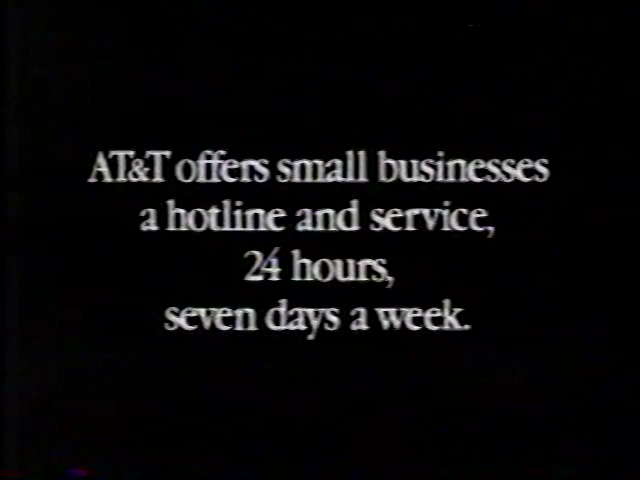 AT&T offers small businesses
a hotline and service,
24 hours,
seven days a week.